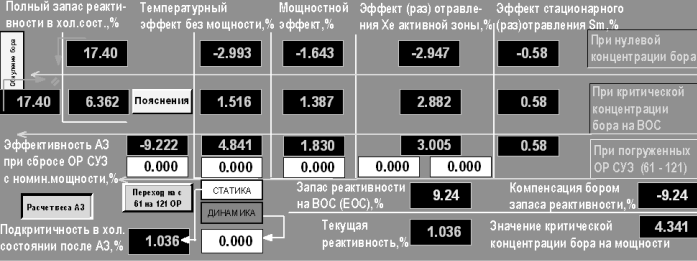 Полный запас реакти-
вности в хол.сост.,%
Температурный
эффект без мощности,%
Мощностной
эффект,%
Эффект (раз) отравле-
ния Xe активной зоны,%
Эффект стационарного
(раз)отравления Sm,%
17.40
-2.993
-1.643
-2.947
-0.58
При нулевой
концентрации бора
17.40
6.362
Пояснения
1.516
1.387
2.882
0.58
При критической
концентрации
бора на ВОС
Эффективность АЗ
при сбросе ОР СУЗ
с номин.мощности,%
-9.222
4.841
1.830
3.005
0.58
0.000
0.000
0.000
0.000
0.000
При погруженных
ОР СУЗ (61 - 121)
Расчет веса АЗ
Переход на с
61 на 121 ОР
СТАТИКА
ДИНАМИКА
Запас реактивности
на ВОС (ЕОС),%
9.24
Компенсация бором
запаса реактивности,%
-9.24
Подкритичность в хол.
состоянии после АЗ,%
1.036
0.000
Текущая
реактивность,%
1.036
Значение критической
концентрации бора на мощности
4.341